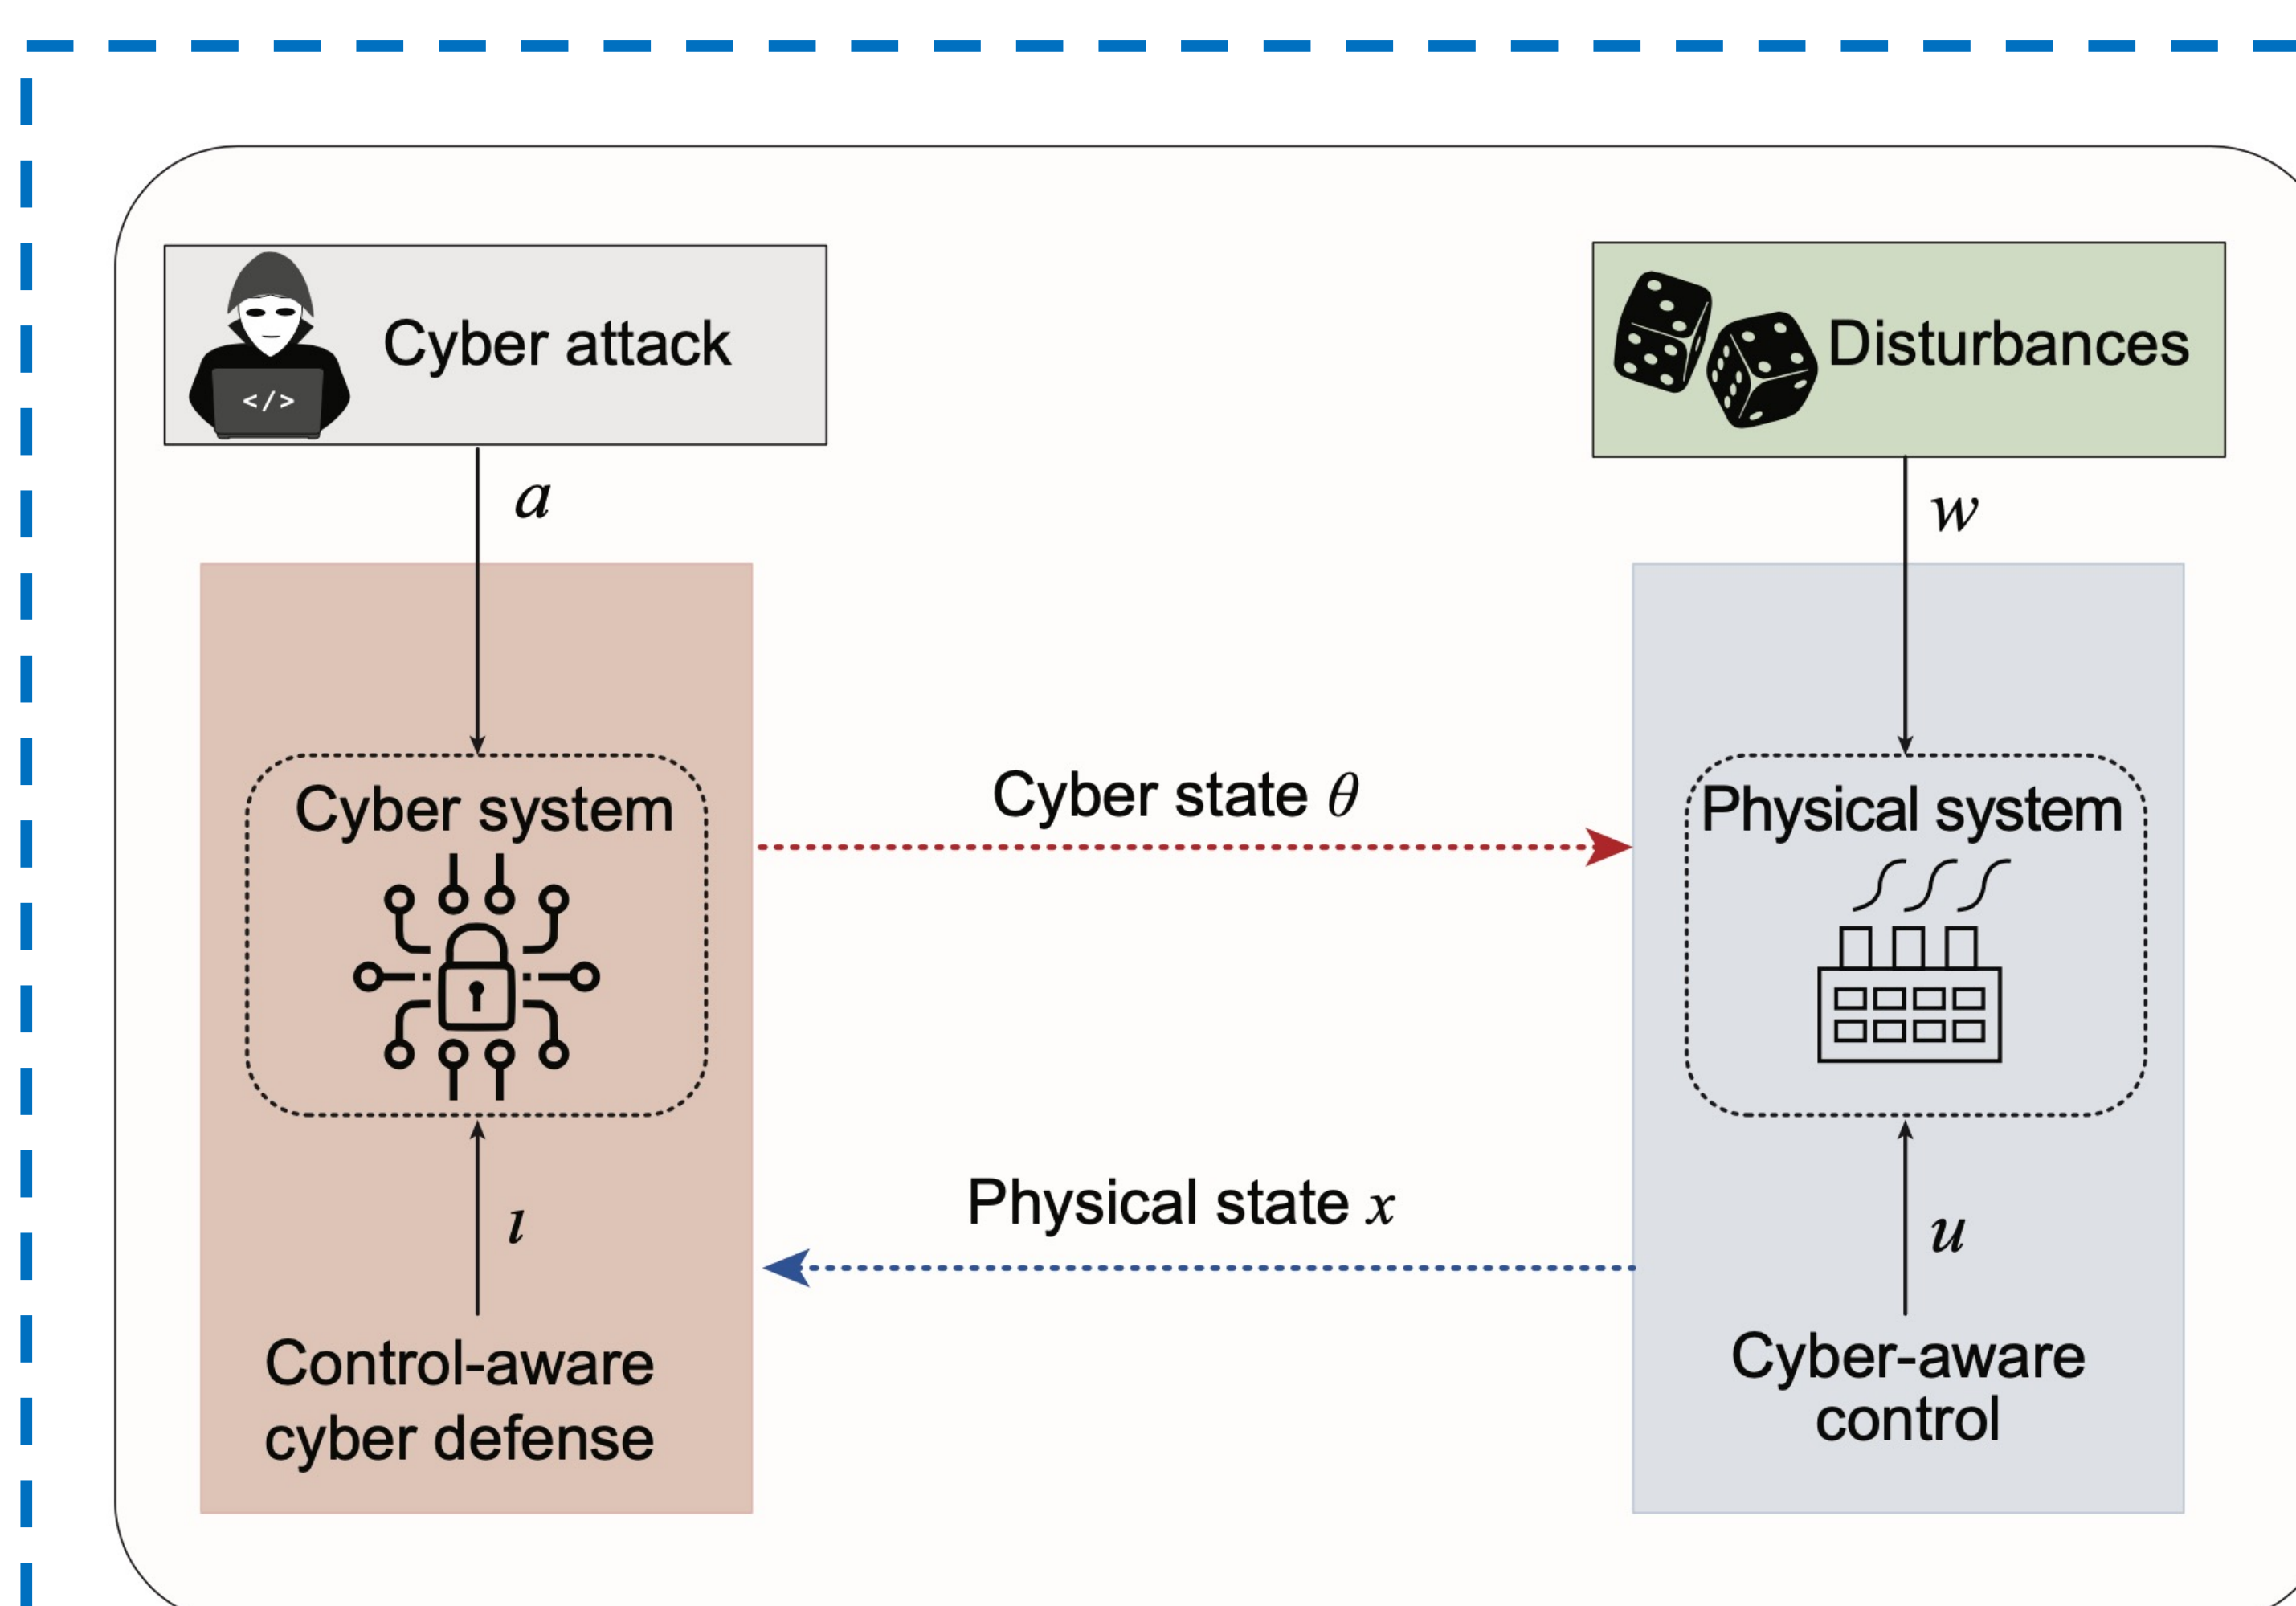 Cyber attack
</>
Disturbances
a
w
Cyber system
Cyber state θ
Physical system
Physical state x
ι
u
Control-aware
cyber defense
Cyber-aware
control